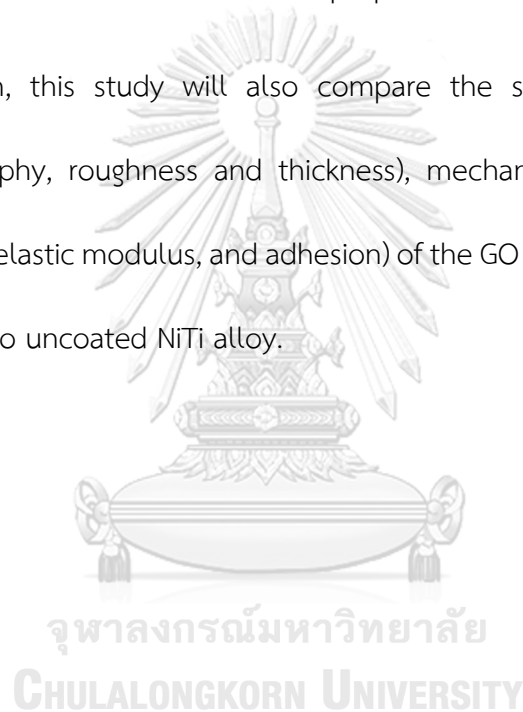 , this study will also compare the
roughness and thickness),
elastic modulus, and adhesion) of the GO
uncoated NiTi alloy.
จุฬาลงกรณ์มหาวิทยาลัย
CHULALONGKORN UNIVERSITY